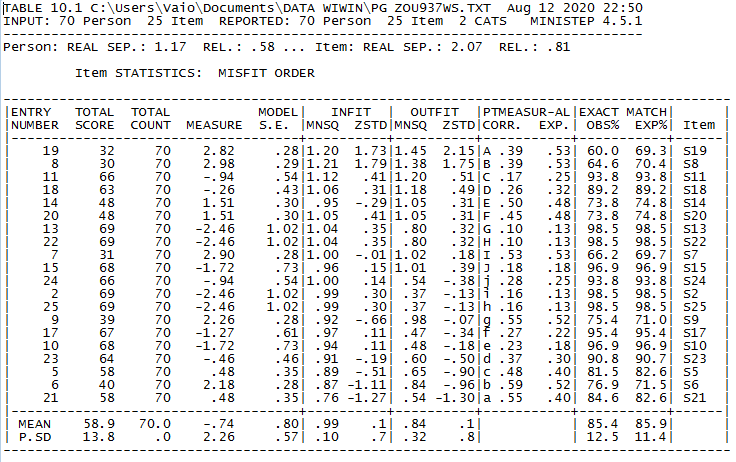 TABLE 10.1 C:\Users\Vaio\Documents\DATA WIWIN\PG ZOU937WS.TXT  Aug 12 2020 22:50
INPUT: 70 Person  25 Item  REPORTED: 70 Person  25 Item  2 CATS   MINISTEP 4.5.1
--------------------------------------------------------------------------------
Person: REAL SEP.: 1.17  REL.: .58 ... Item: REAL SEP.: 2.07  REL.: .81

         Item STATISTICS:  MISFIT ORDER

--------------------------------------------------------------------------------
|ENTRY   TOTAL  TOTAL           MODEL|   INFIT  |  OUTFIT  |PTMEASUR-AL|EXACT MATCH|      |
|NUMBER  SCORE  COUNT  MEASURE  S.E. |MNSQ  ZSTD|MNSQ  ZSTD|CORR.  EXP.| OBS%  EXP%| Item |
|------------------------------------+----------+----------+-----------+-----------+------|
|    19     32     70    2.82     .28|1.20  1.73|1.45  2.15|A .39   .53| 60.0  69.3| S19  |
|     8     30     70    2.98     .29|1.21  1.79|1.38  1.75|B .39   .53| 64.6  70.4| S8   |
|    11     66     70    -.94     .54|1.12   .41|1.20   .51|C .17   .25| 93.8  93.8| S11  |
|    18     63     70    -.26     .43|1.06   .31|1.18   .49|D .26   .32| 89.2  89.2| S18  |
|    14     48     70    1.51     .30| .95  -.29|1.05   .31|E .50   .48| 73.8  74.8| S14  |
|    20     48     70    1.51     .30|1.05   .41|1.05   .31|F .45   .48| 73.8  74.8| S20  |
|    13     69     70   -2.46    1.02|1.04   .35| .80   .32|G .10   .13| 98.5  98.5| S13  |
|    22     69     70   -2.46    1.02|1.04   .35| .80   .32|H .10   .13| 98.5  98.5| S22  |
|     7     31     70    2.90     .28|1.00  -.01|1.02   .18|I .53   .53| 66.2  69.7| S7   |
|    15     68     70   -1.72     .73| .96   .15|1.01   .39|J .18   .18| 96.9  96.9| S15  |
|    24     66     70    -.94     .54|1.00   .14| .54  -.38|j .28   .25| 93.8  93.8| S24  |
|     2     69     70   -2.46    1.02| .99   .30| .37  -.13|i .16   .13| 98.5  98.5| S2   |
|    25     69     70   -2.46    1.02| .99   .30| .37  -.13|h .16   .13| 98.5  98.5| S25  |
|     9     39     70    2.26     .28| .92  -.66| .98  -.07|g .55   .52| 75.4  71.0| S9   |
|    17     67     70   -1.27     .61| .97   .11| .47  -.34|f .27   .22| 95.4  95.4| S17  |
|    10     68     70   -1.72     .73| .94   .11| .48  -.18|e .23   .18| 96.9  96.9| S10  |
|    23     64     70    -.46     .46| .91  -.19| .60  -.50|d .37   .30| 90.8  90.7| S23  |
|     5     58     70     .48     .35| .89  -.51| .65  -.90|c .48   .40| 81.5  82.6| S5   |
|     6     40     70    2.18     .28| .87 -1.11| .84  -.96|b .59   .52| 76.9  71.5| S6   |
|    21     58     70     .48     .35| .76 -1.27| .54 -1.30|a .55   .40| 84.6  82.6| S21  |
|------------------------------------+----------+----------+-----------+-----------+------|
| MEAN    58.9   70.0    -.74     .80| .99    .1| .84    .1|           | 85.4  85.9|      |
| P.SD    13.8     .0    2.26     .57| .10    .7| .32    .8|           | 12.5  11.4|      |
--------------------------------------------------------------------------------